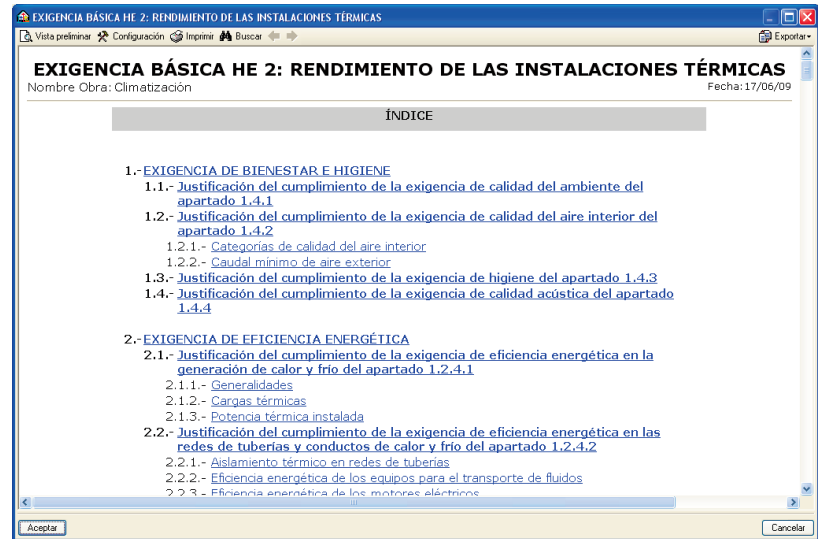 EXIGENCIA BÁSICA HE 2: RENDIMIENTO DE LAS INSTALACIONES TÉRMICAS
Vista preliminar Configuración Imprimir Buscar Exportar
EXIGENCIA BÁSICA HE 2: RENDIMIENTO DE LAS INSTALACIONES TÉRMICAS
Nombre Obra: Climatización Fecha:17/06/09
ÍNDICE
1.-EXIGENCIA DE BIENESTAR E HIGIENE
1.1.- Justificación del cumplimiento de la exigencia de calidad del ambiente del
apartado 1.4.1
1.2.- Justificación del cumplimiento de la exigencia de calidad del aire interior del
apartado 1.4.2
1.2.1.- Categorías de calidad del aire interior
1.2.2.- Caudal mínimo de aire exterior
1.3.- Justificación del cumplimiento de la exigencia de higiene del apartado 1.4.3
1.4.- Justificación del cumplimiento de la exigencia de calidad acústica del apartado
1.4.4
2.-EXIGENCIA DE EFICIENCIA ENERGÉTICA
2.1.- Justificación del cumplimiento de la exigencia de eficiencia energética en la
generación de calor y frío del apartado 1.2.4.1
2.1.1.- Generalidades
2.1.2.- Cargas térmicas
2.1.3.- Potencia térmica instalada
2.2.- Justificación del cumplimiento de la exigencia de eficiencia energética en las
redes de tuberías y conductos de calor y frío del apartado 1.2.4.2
2.2.1.- Aislamiento térmico en redes de tuberías
2.2.2.- Eficiencia energética de los equipos para el transporte de fluidos
2.2.3.- Eficiencia energética de los motores eléctricos
Aceptar Cancelar